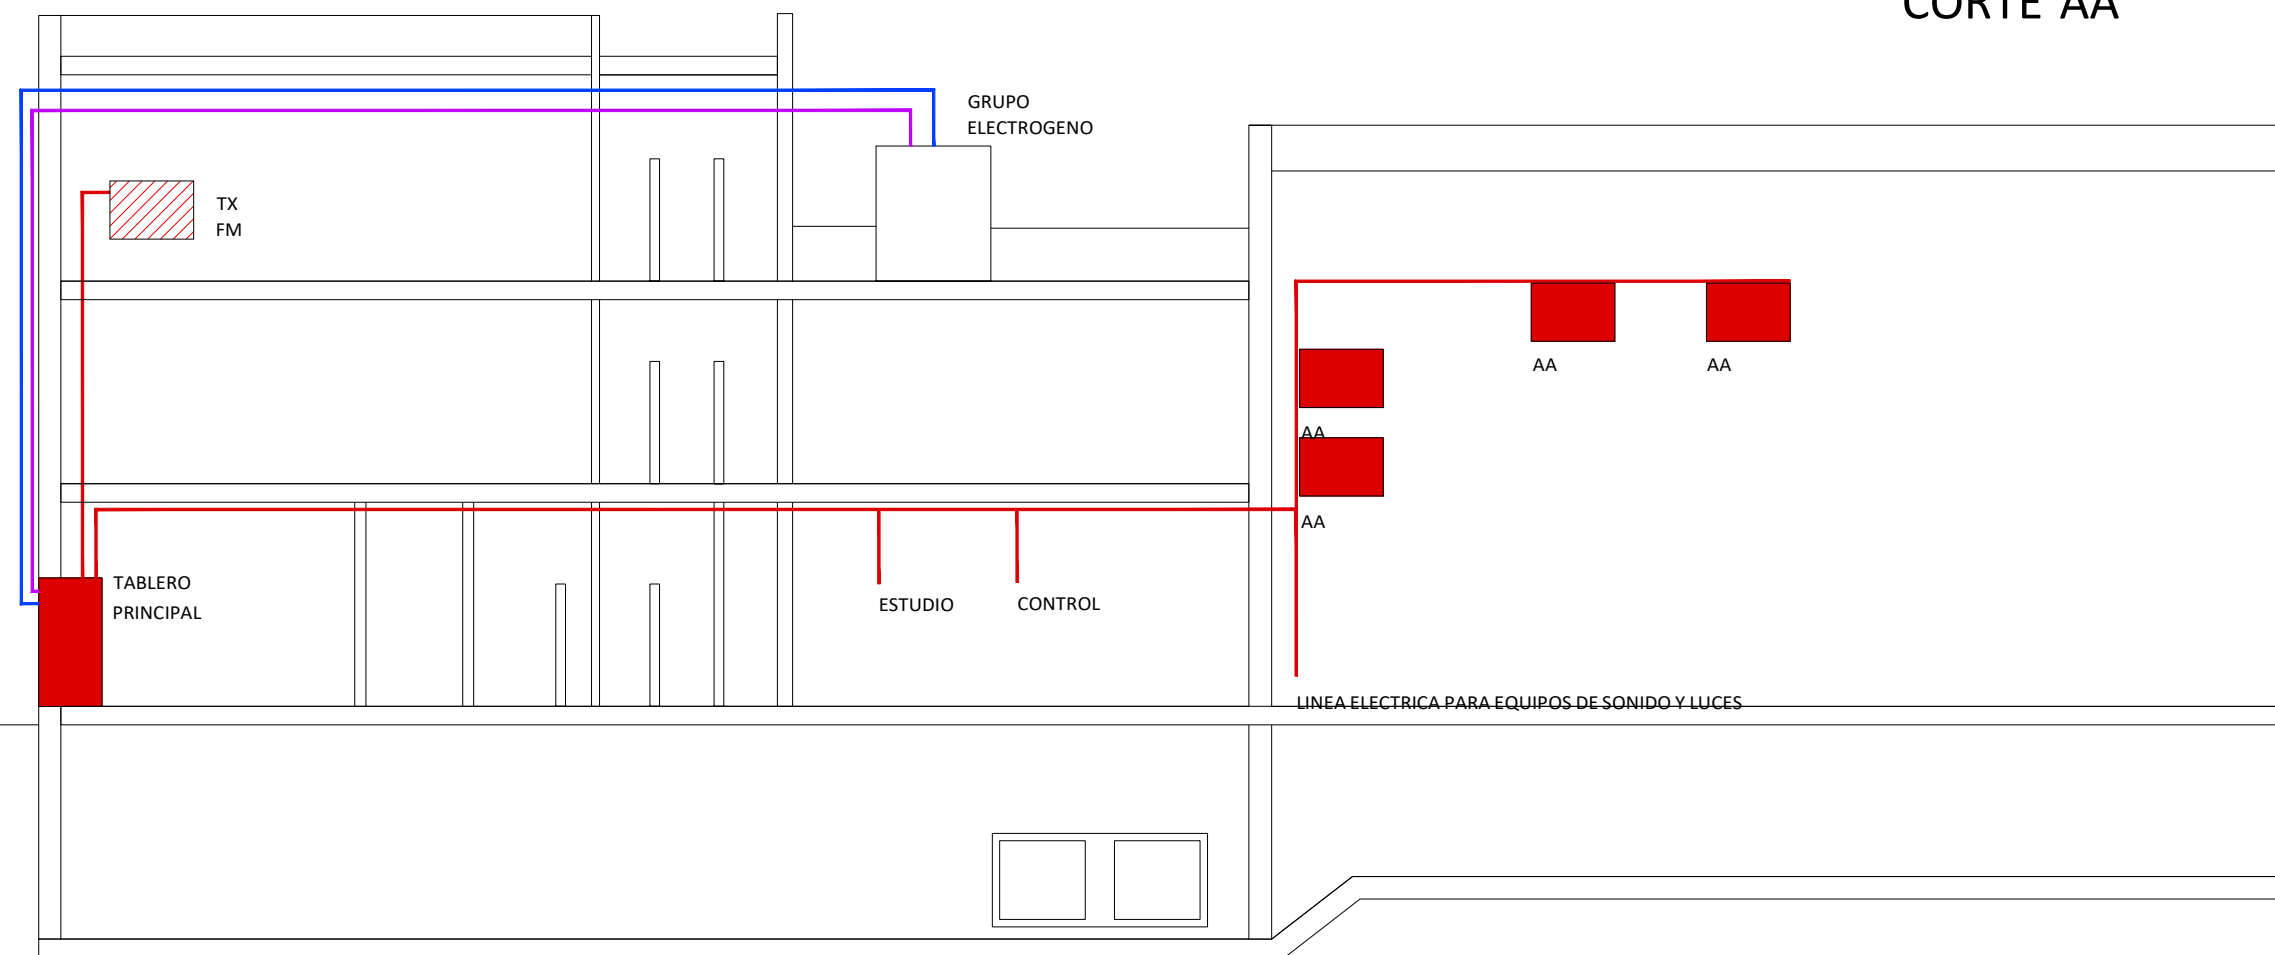 CORTE AA
GRUPO
ELECTROGENO
TX
FM
AA
AA
AA
AA
TABLERO
PRINCIPAL
ESTUDIO
CONTROL
LINEA ELECTRICA PARA EQUIPOS DE SONIDO Y LUCES